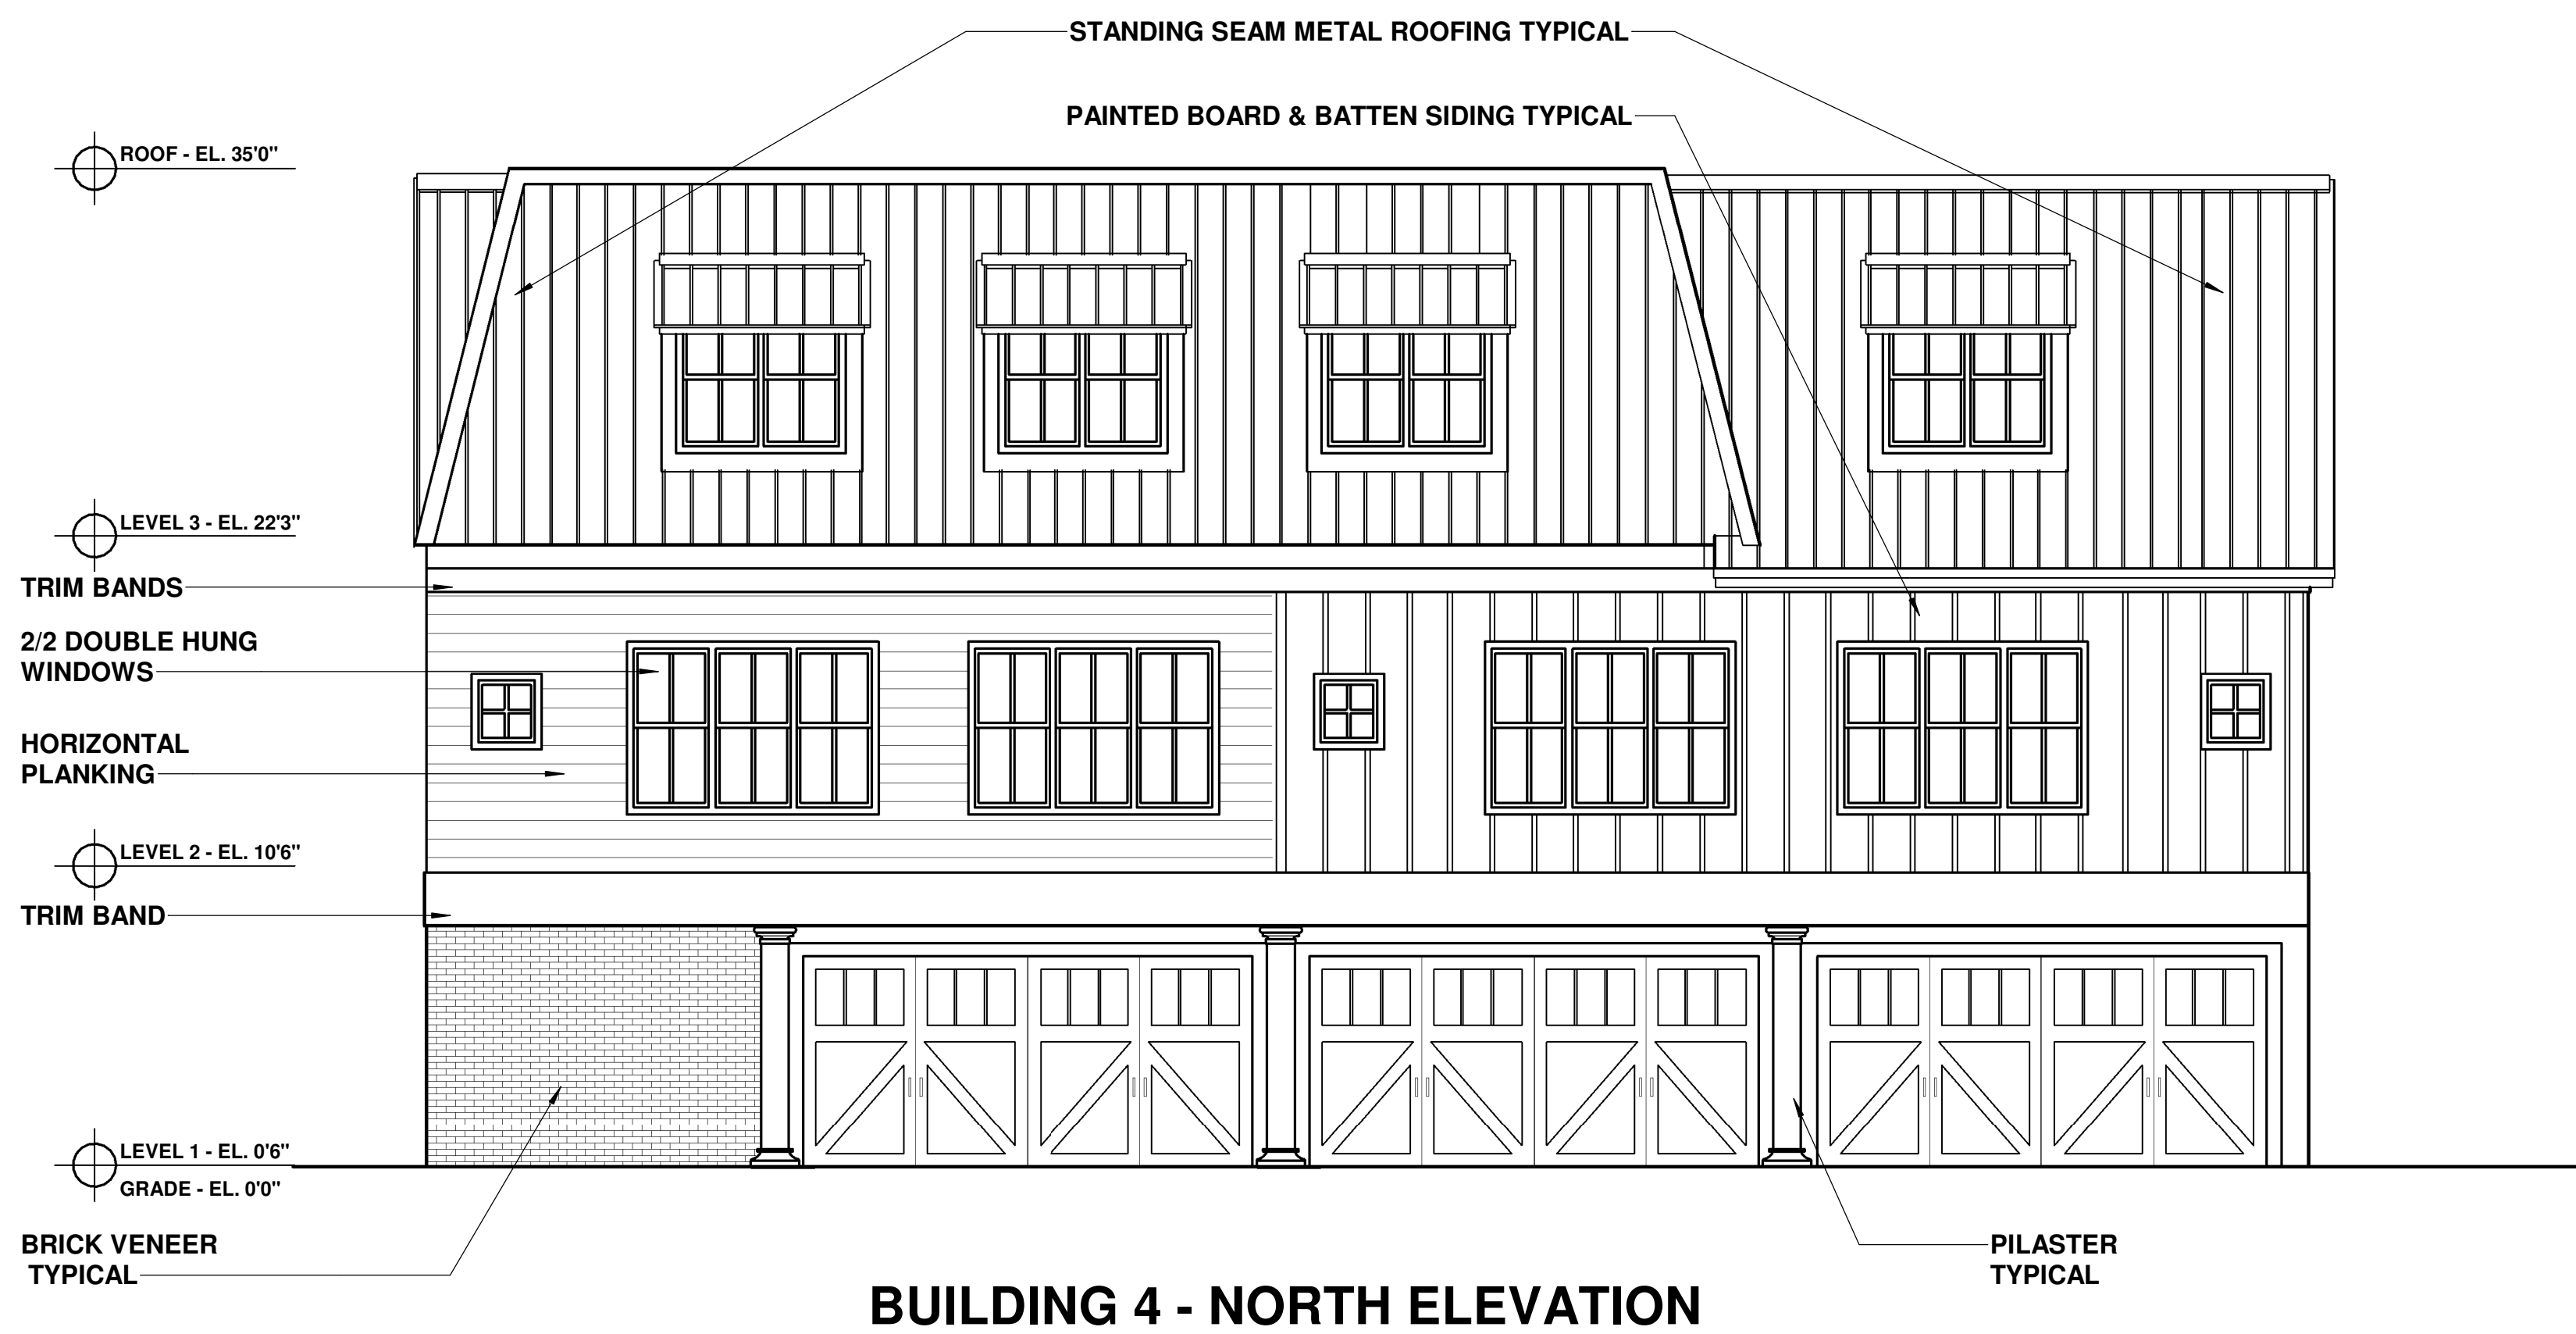 STANDING SEAM METAL ROOFING TYPICAL
PAINTED BOARD & BATTEN SIDING TYPICAL
ROOF - EL. 35'0"
LEVEL 3 - EL. 22'3"
TRIM BANDS
2/2 DOUBLE HUNG
WINDOWS
HORIZONTAL
PLANKING
LEVEL 2 - EL. 10'6"
TRIM BAND
LEVEL 1 - EL. 0'6"
GRADE - EL. 0'0"
BRICK VENEER
TYPICAL
PILASTER
TYPICAL
BUILDING 4 - NORTH ELEVATION